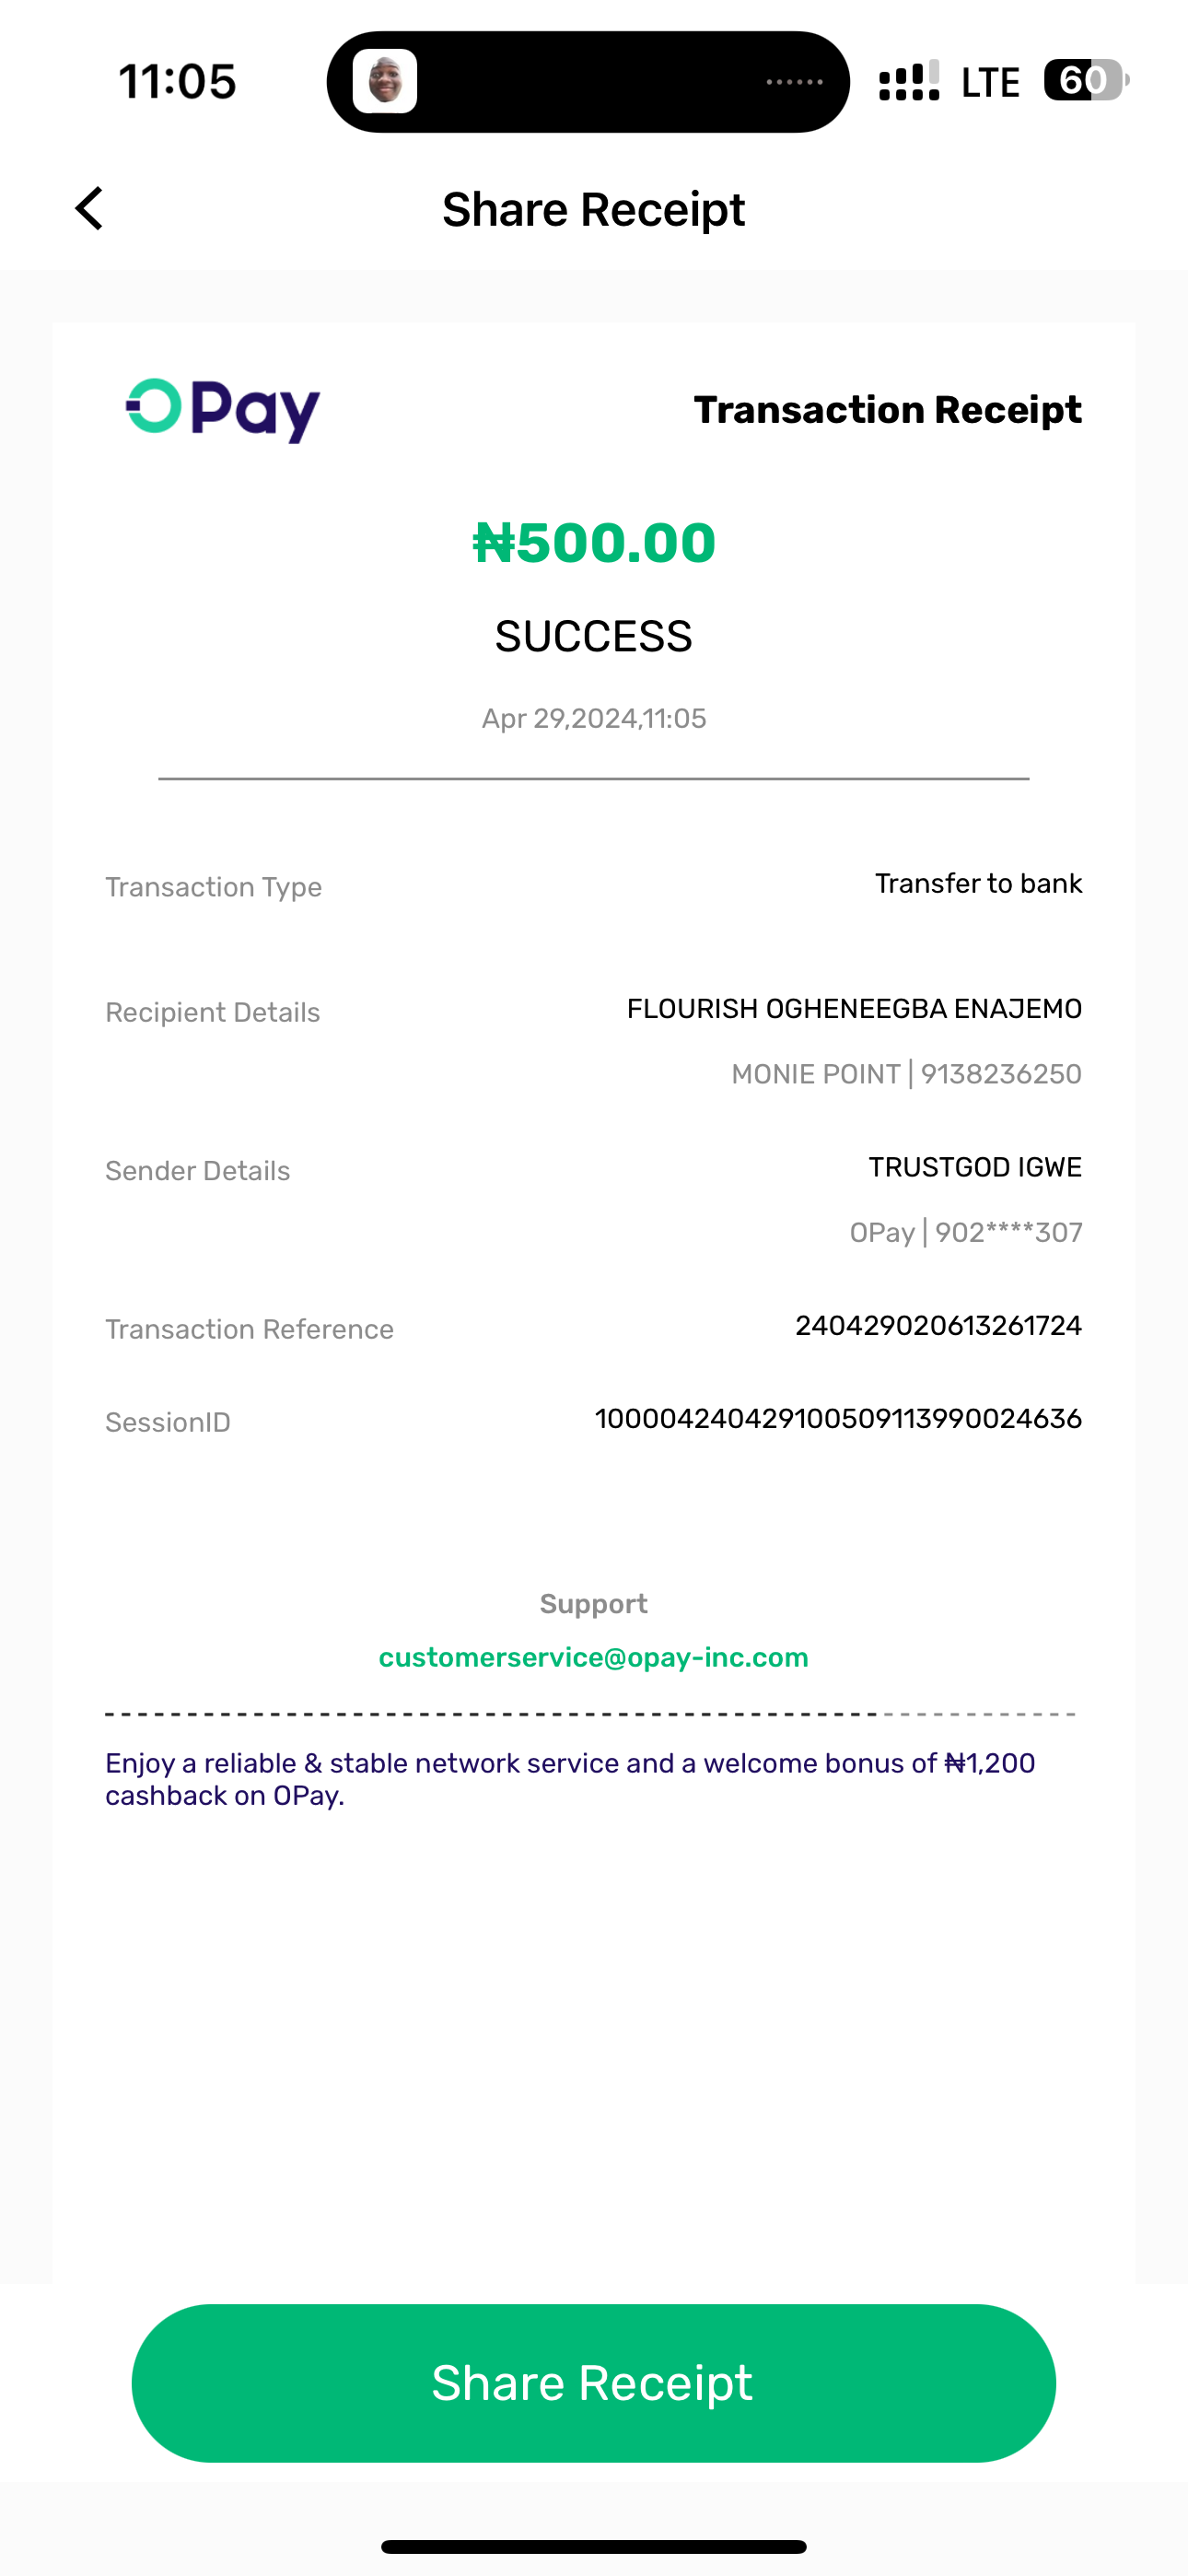 11:05 LTE 60
Share Receipt
OPay Transaction Receipt
₦500.00
SUCCESS
Apr 29,2024,11:05
Transaction Type Transfer to bank
Recipient Details FLOURISH OGHENEEGBA ENAJEMO
MONIE POINT | 9138236250
Sender Details TRUSTGOD IGWE
OPay | 902****307
Transaction Reference 240429020613261724
SessionID 100004240429100509113990024636
Support
customerservice@opay-inc.com
Enjoy a reliable & stable network service and a welcome bonus of ₦1,200
cashback on OPay.
Share Receipt